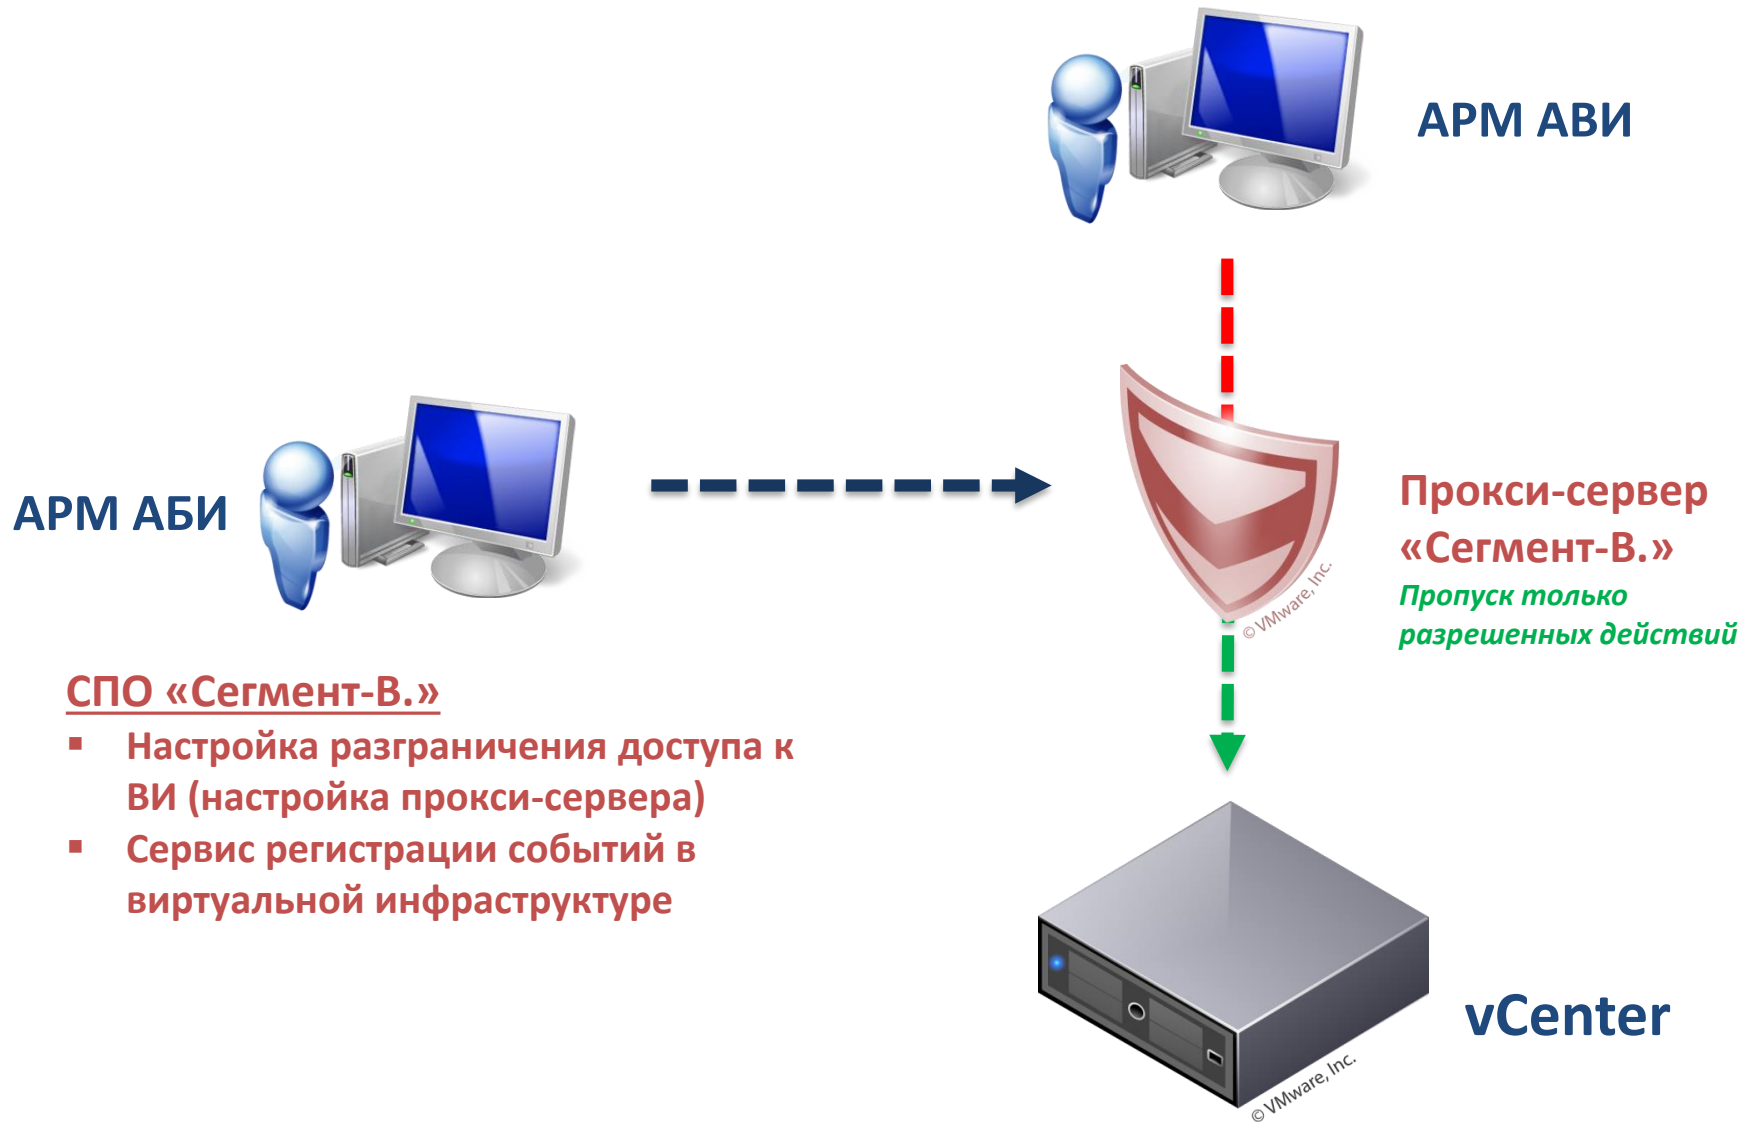 АРМ АВИ
АРМ АБИ
Прокси-сервер
«Сегмент-В.»
Пропуск только
разрешенных действий
© VMware, Inc.
СПО «Сегмент-В.»
▪ Настройка разграничения доступа к
ВИ (настройка прокси-сервера)
▪ Сервис регистрации событий в
виртуальной инфраструктуре
vCenter
© VMware, Inc.